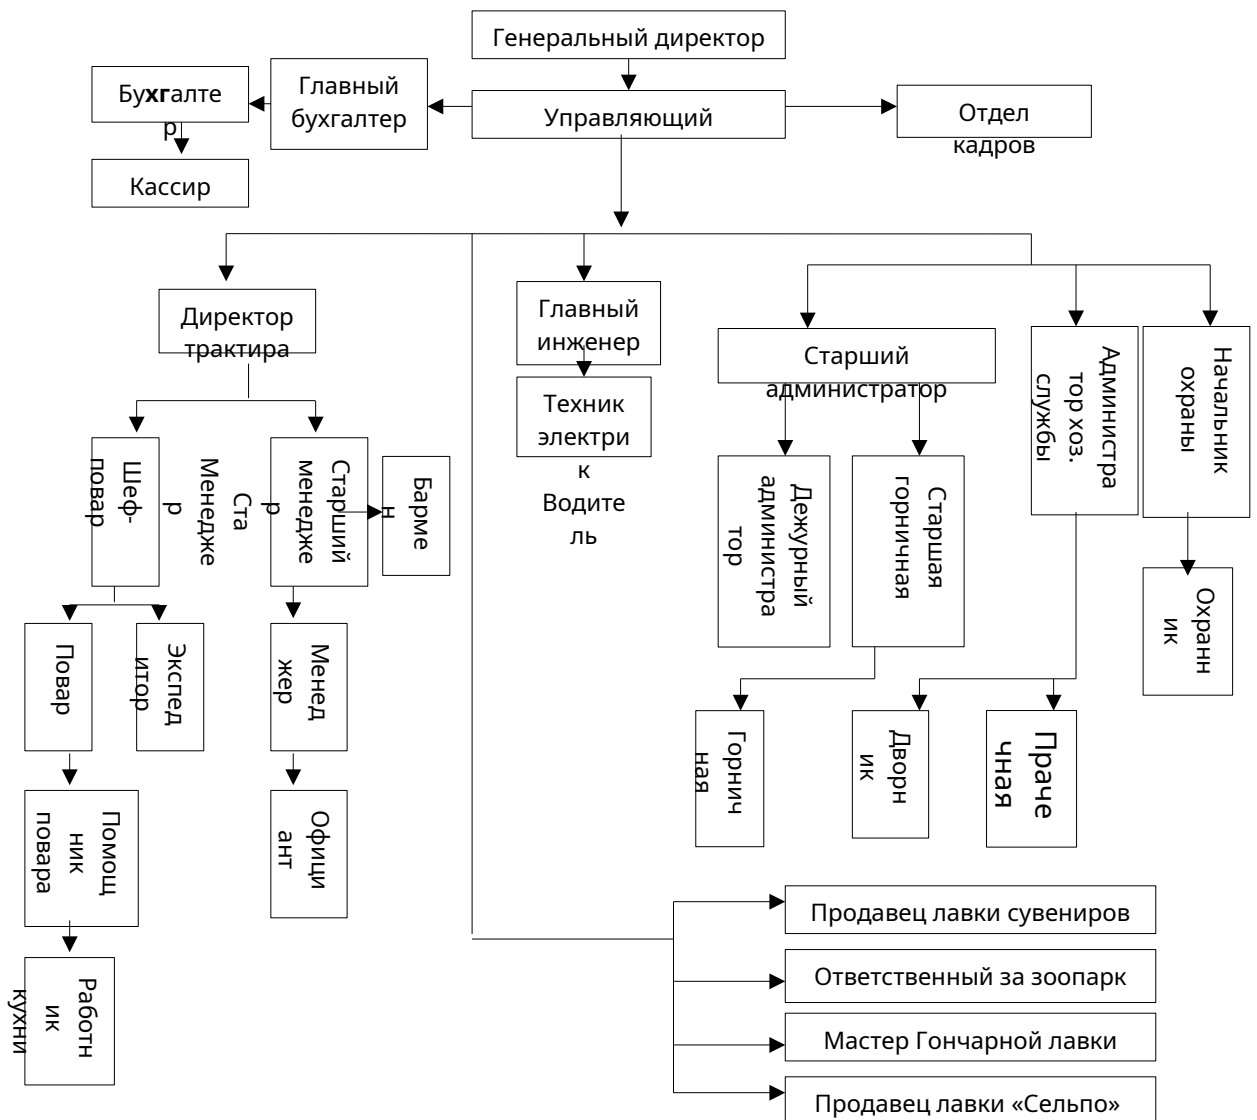 Генеральный директор
Бухгалте
р
Главный
бухгалтер
Управляющий
Отдел
кадров
Кассир
Директор
трактира
Главный
инженер
Старший
администратор
Администра
тор хоз.
службы
Начальник
охраны
Техник
электри
к
Водите
ль
Шеф-
повар
Менедже
р
Ста
р
Старший
менедже
Барме
н
Дежурный
администра
тор
Старшая
горничная
Охранн
ик
Повар
Экспед
итор
Менед
жер
Горнич
ная
Дворн
ик
Праче
чная
Помощ
ник
повара
Офици
ант
Продавец лавки сувениров
Ответственный за зоопарк
Работн
ик
кухни
Мастер Гончарной лавки
Продавец лавки «Сельпо»